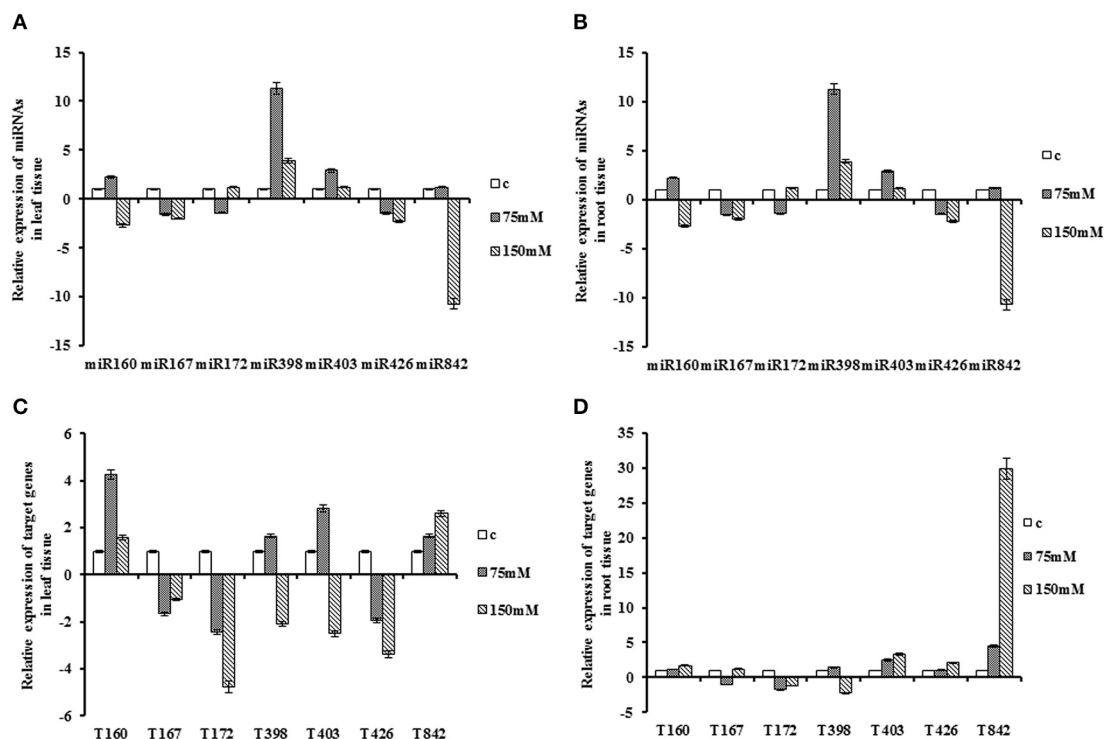 A
Relative expression of miRNAs
in leaf tissue
15
10
5
0
-5
-10
-15
miR160 miR167 miR172 miR398 miR403 miR426 miR842
c
75mM
150mM
B
Relative expression of miRNAs
in root tissue
15
10
5
0
-5
-10
-15
miR160 miR167 miR172 miR398 miR403 miR426 miR842
c
75mM
150mM
C
Relative expression of target genes
in leaf tissue
6
4
2
0
-2
-4
-6
T160 T167 T172 T398 T403 T426 T842
c
75mM
150mM
D
Relative expression of target genes
in root tissue
35
30
25
20
15
10
5
0
-5
T160 T167 T172 T398 T403 T426 T842
c
75mM
150mM